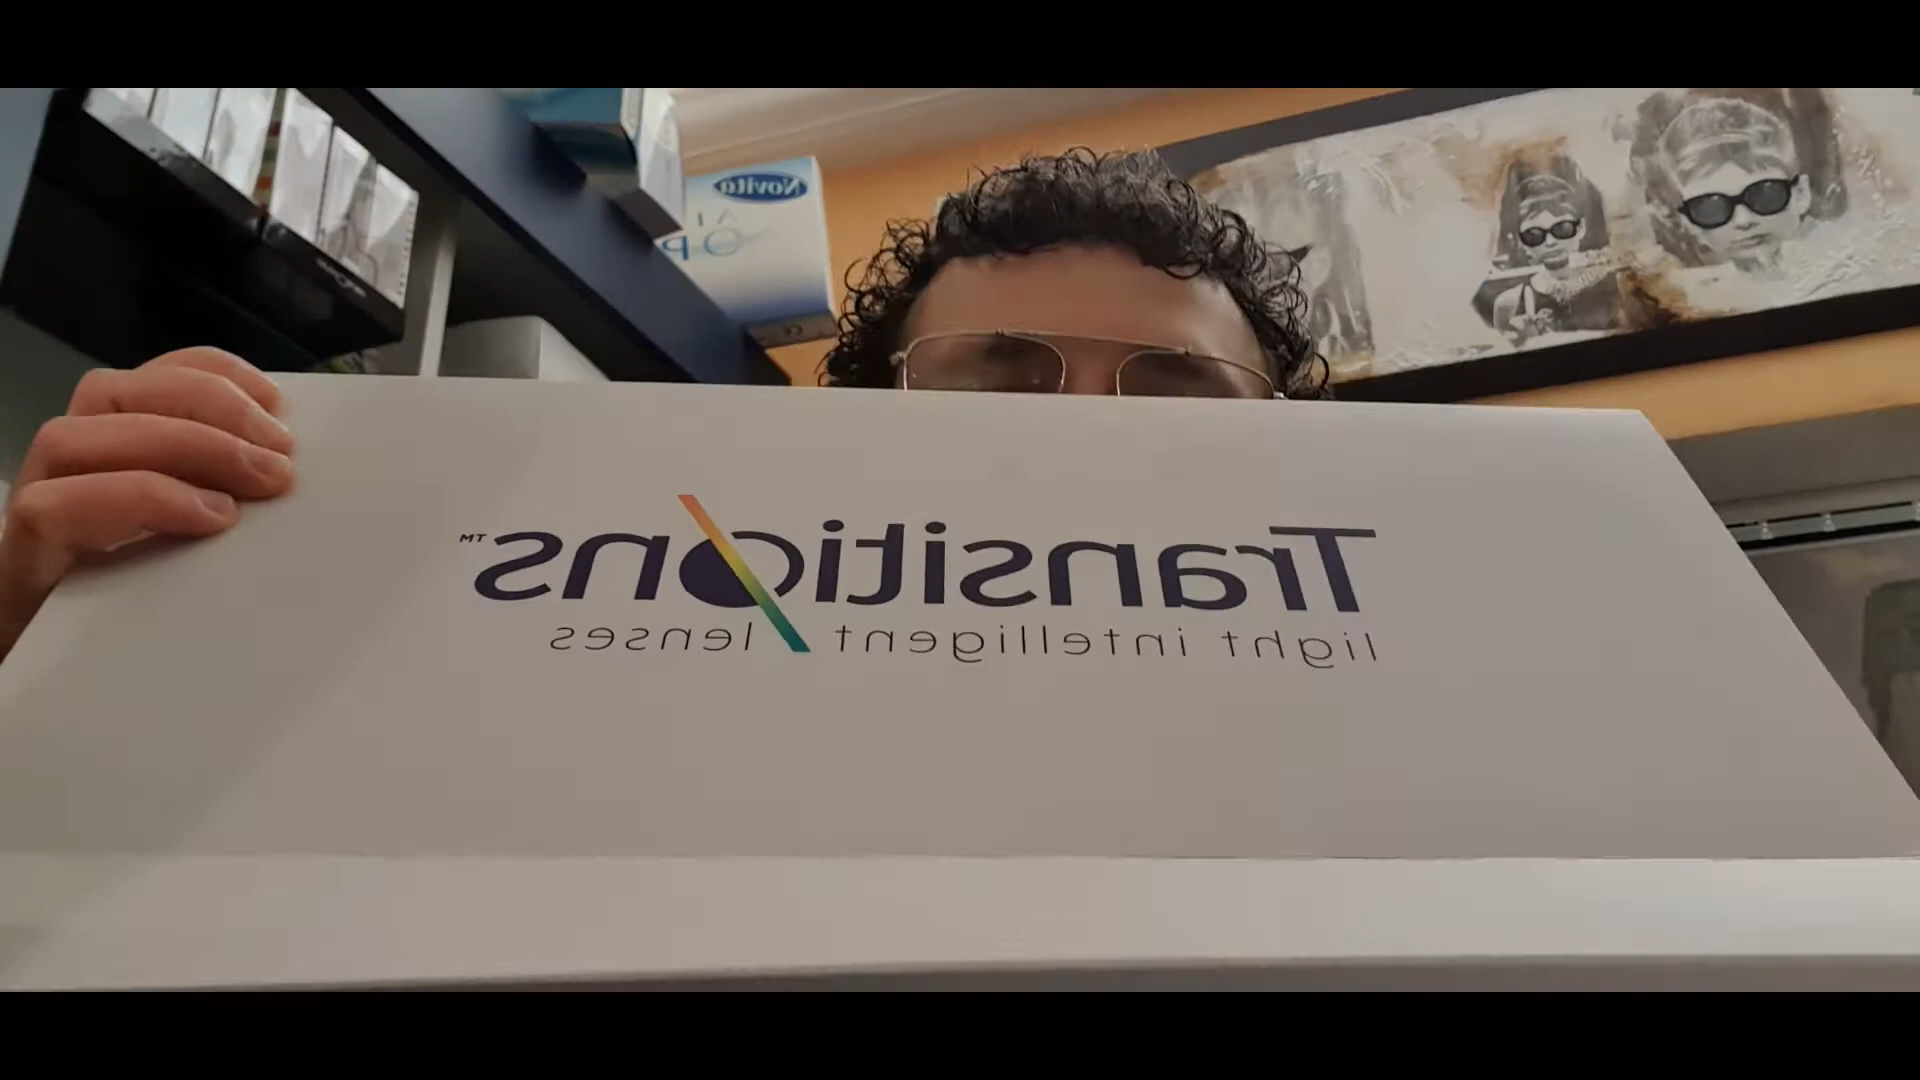 Transitions™
light intelligent lenses
Novita